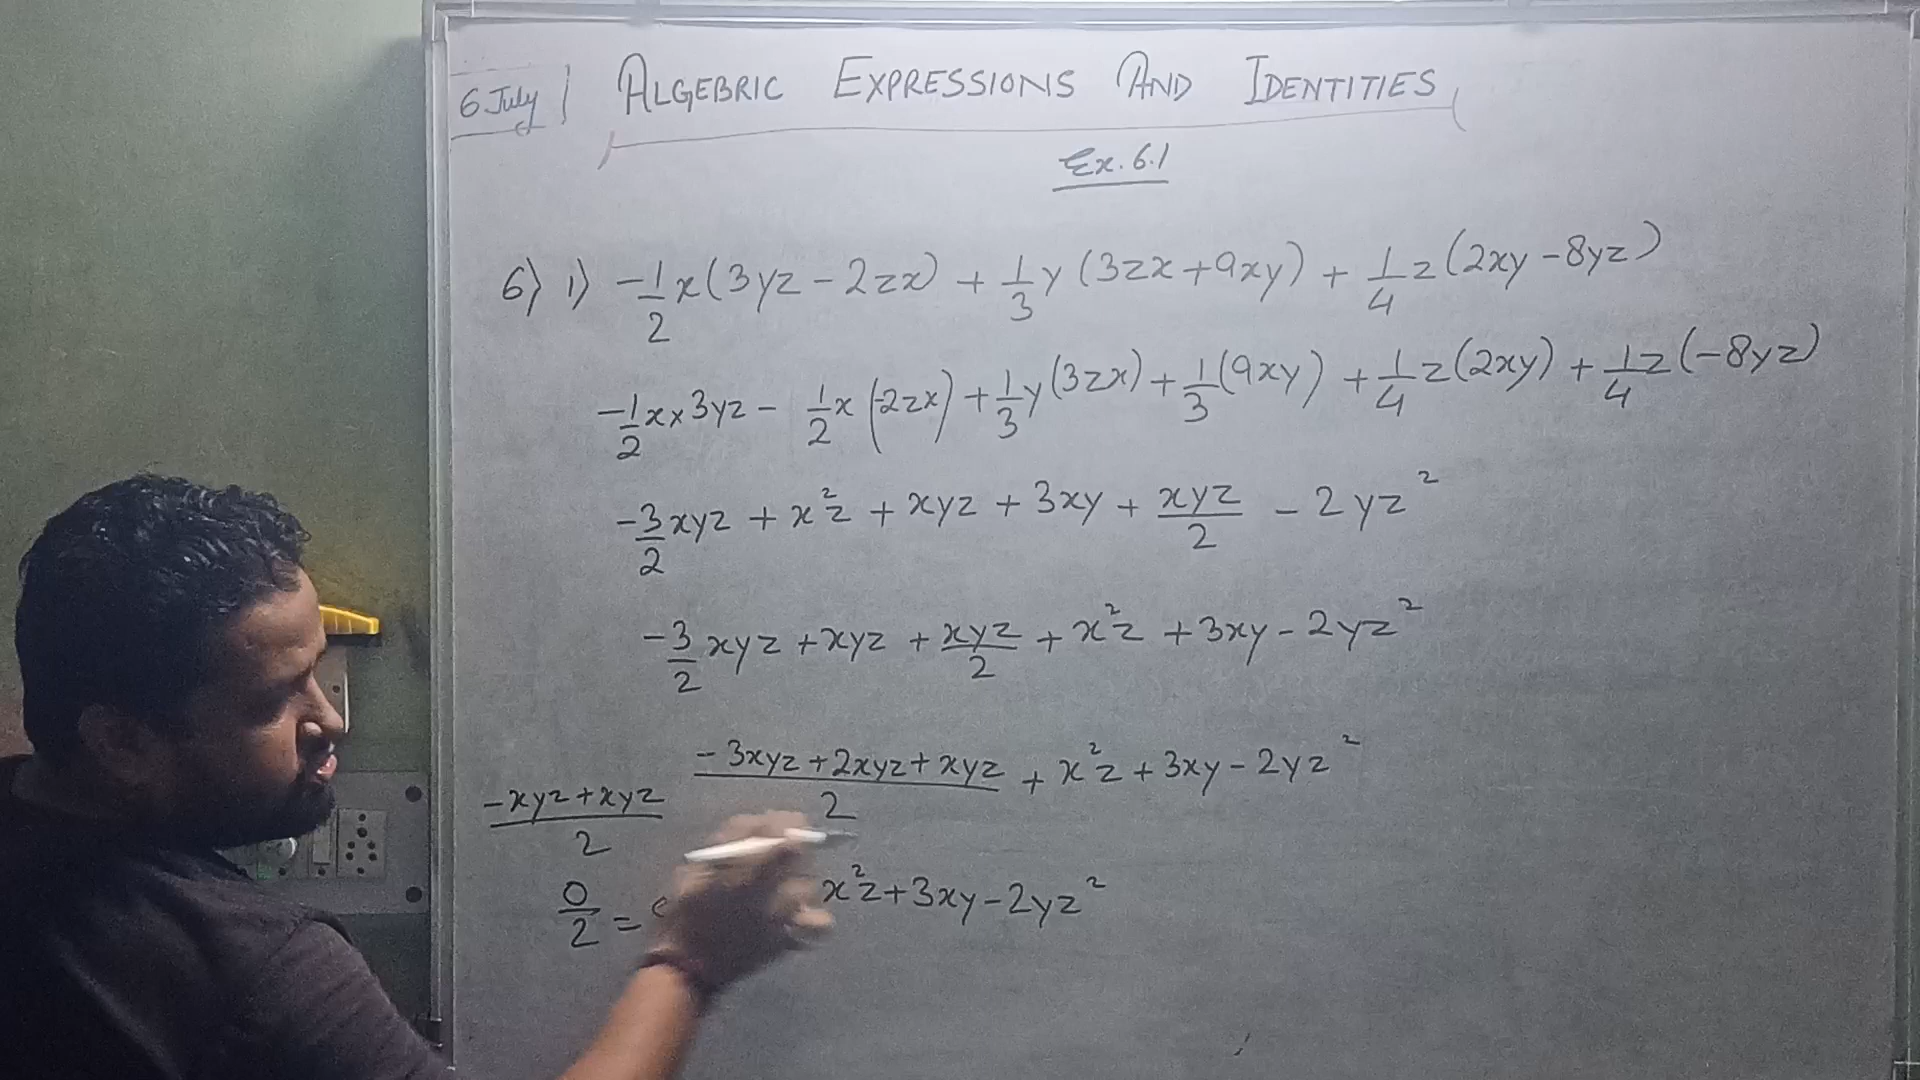 6 July
ALGEBRIC EXPRESSIONS AND IDENTITIES
Ex. 6.1
6) 1) -1/2 x(3yz - 2zx) + 1/3 y (3zx + 9xy) + 1/4 z (2xy - 8yz)
-1/2 x × 3yz - 1/2 x (-2zx) + 1/3 y (3zx) + 1/3 (9xy) + 1/4 z (2xy) + 1/4 z (-8yz)
-3/2 xyz + x²z + xyz + 3xy + xyz/2 - 2yz²
-3/2 xyz + xyz + xyz/2 + x²z + 3xy - 2yz²
(-3xyz + 2xyz + xyz)/2 + x²z + 3xy - 2yz²
(-xyz + xyz)/2
0/2 =
x²z + 3xy - 2yz²